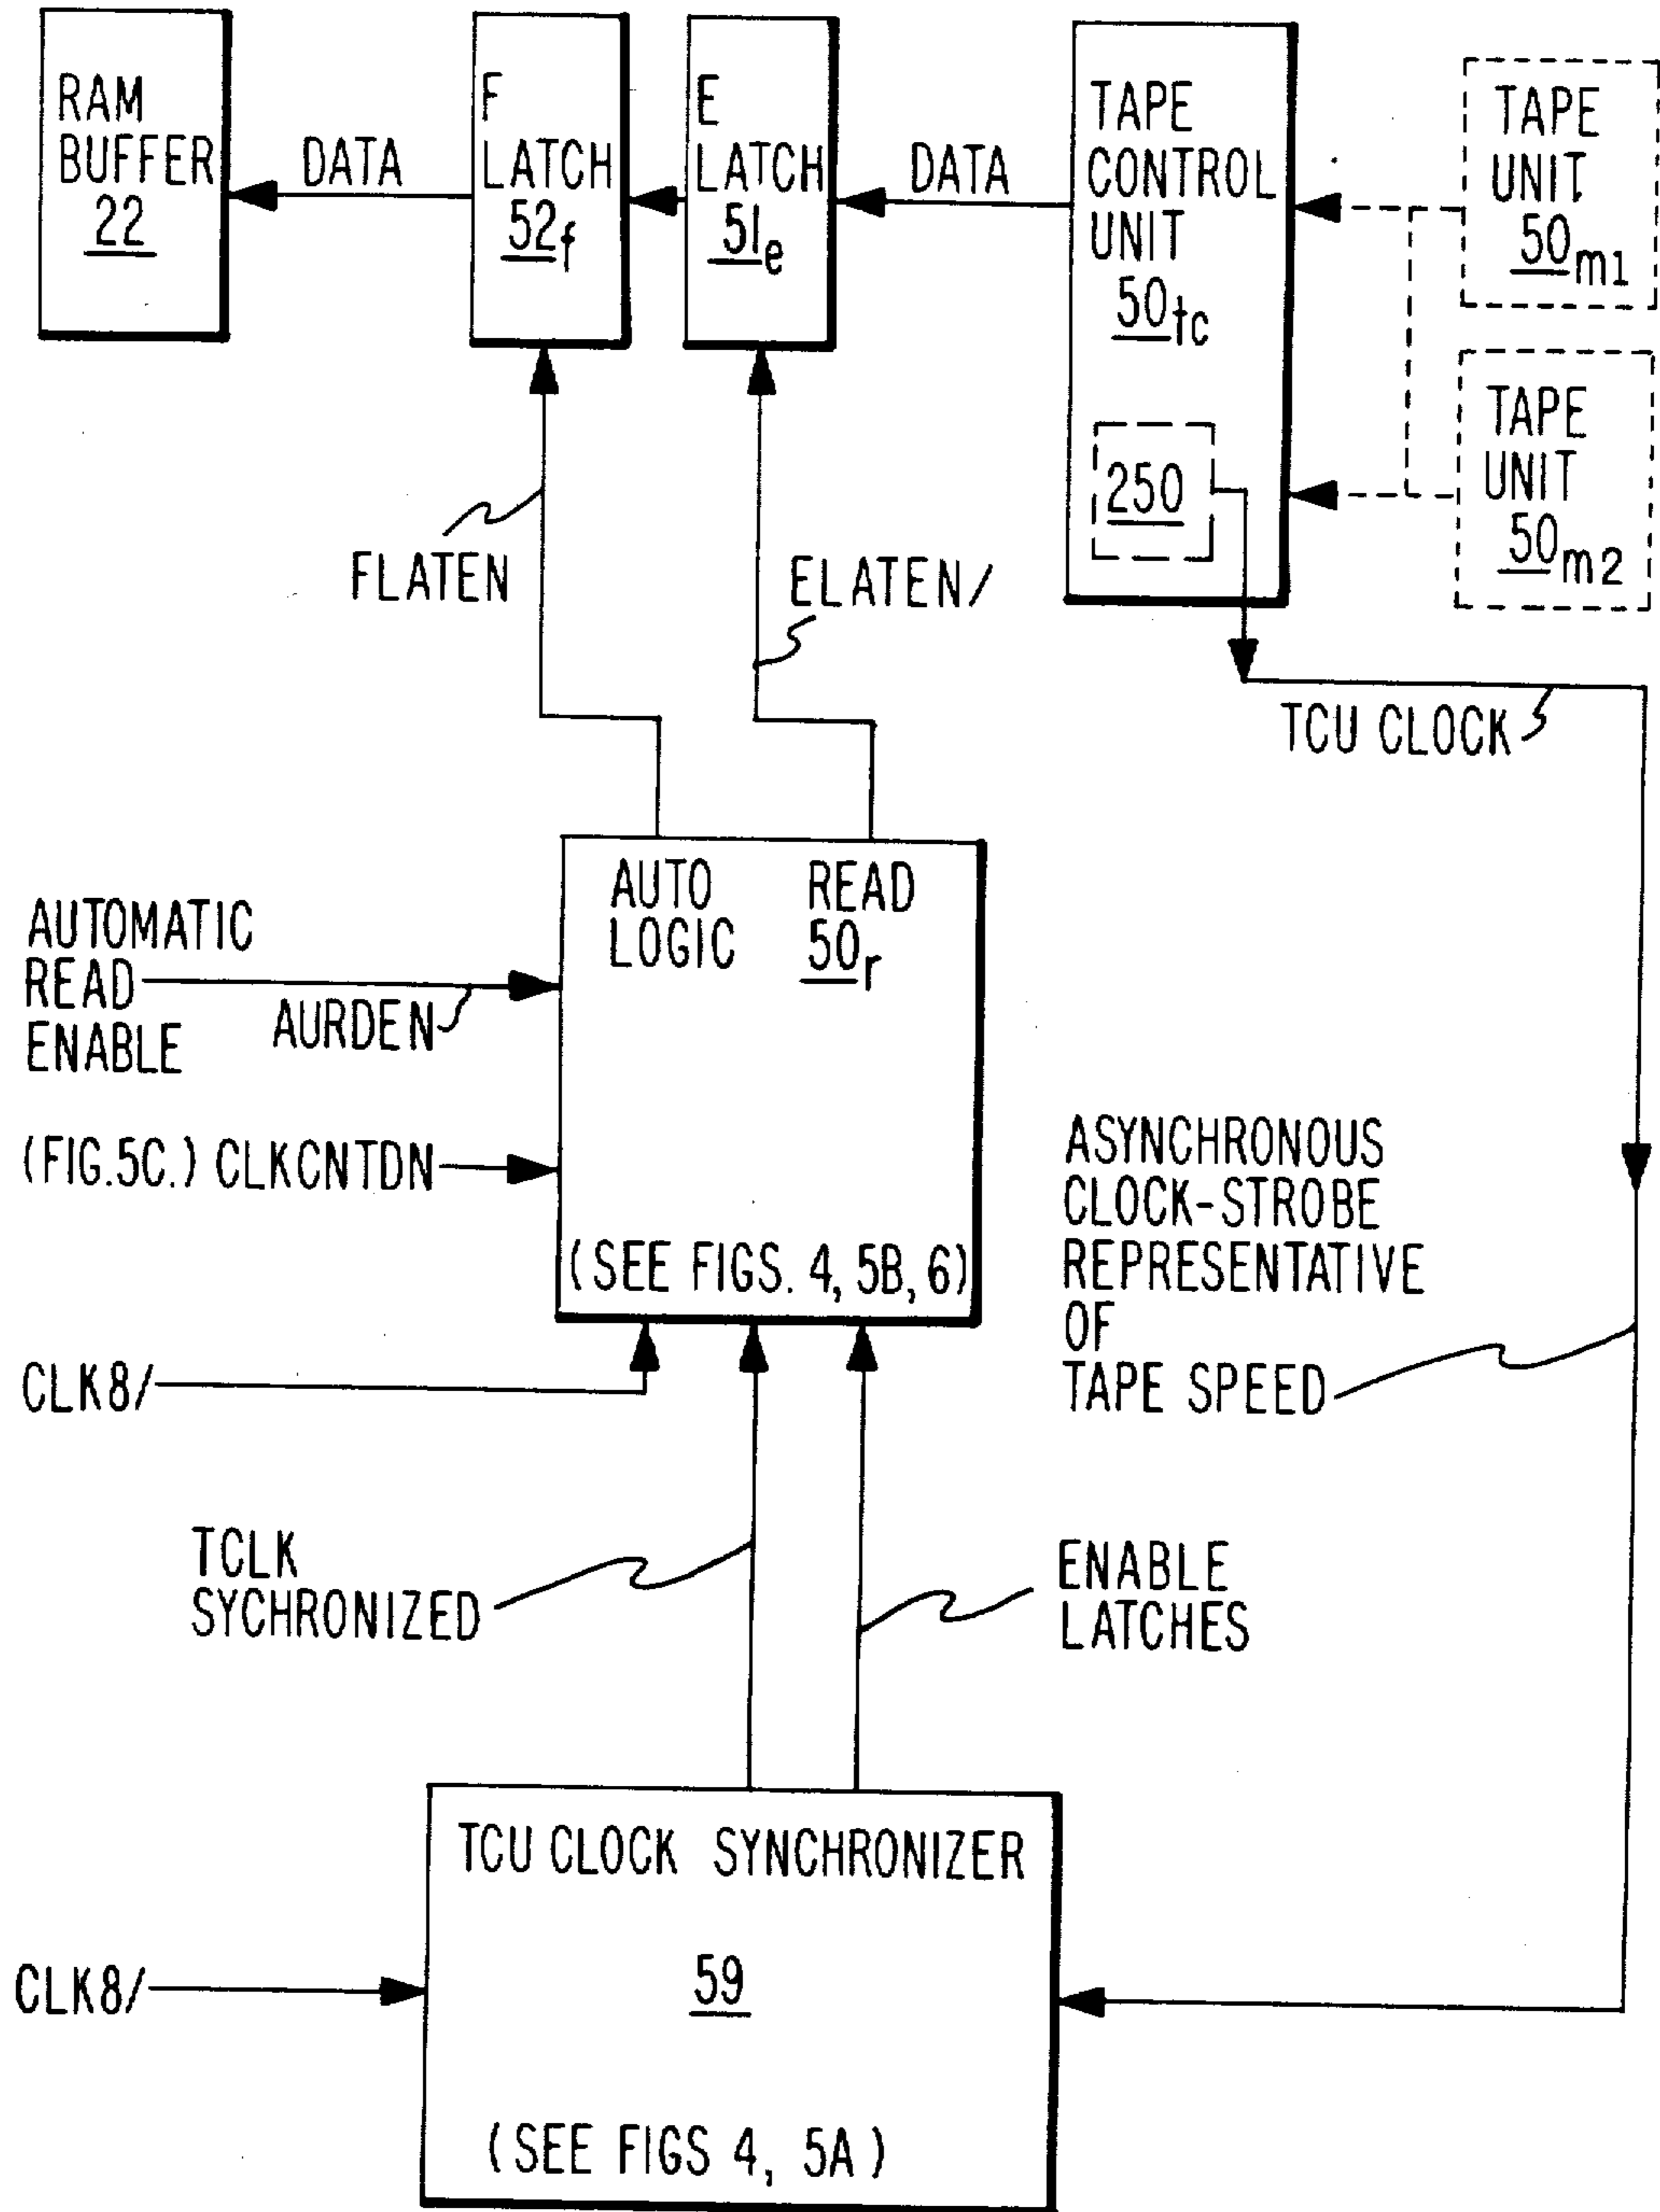 RAM
BUFFER
22
DATA
F
LATCH
52f
E
LATCH
51e
DATA
TAPE
CONTROL
UNIT
50tc
250
TAPE
UNIT
50m1
TAPE
UNIT
50m2
FLATEN
ELATEN/
TCU CLOCK
AUTO READ
LOGIC 50r
(SEE FIGS. 4, 5B, 6)
AUTOMATIC
READ
ENABLE
AURDEN
(FIG.5C.) CLKCNTDN
CLK8/
ASYNCHRONOUS
CLOCK-STROBE
REPRESENTATIVE
OF
TAPE SPEED
TCLK
SYCHRONIZED
ENABLE
LATCHES
TCU CLOCK SYNCHRONIZER
59
(SEE FIGS 4, 5A)
CLK8/